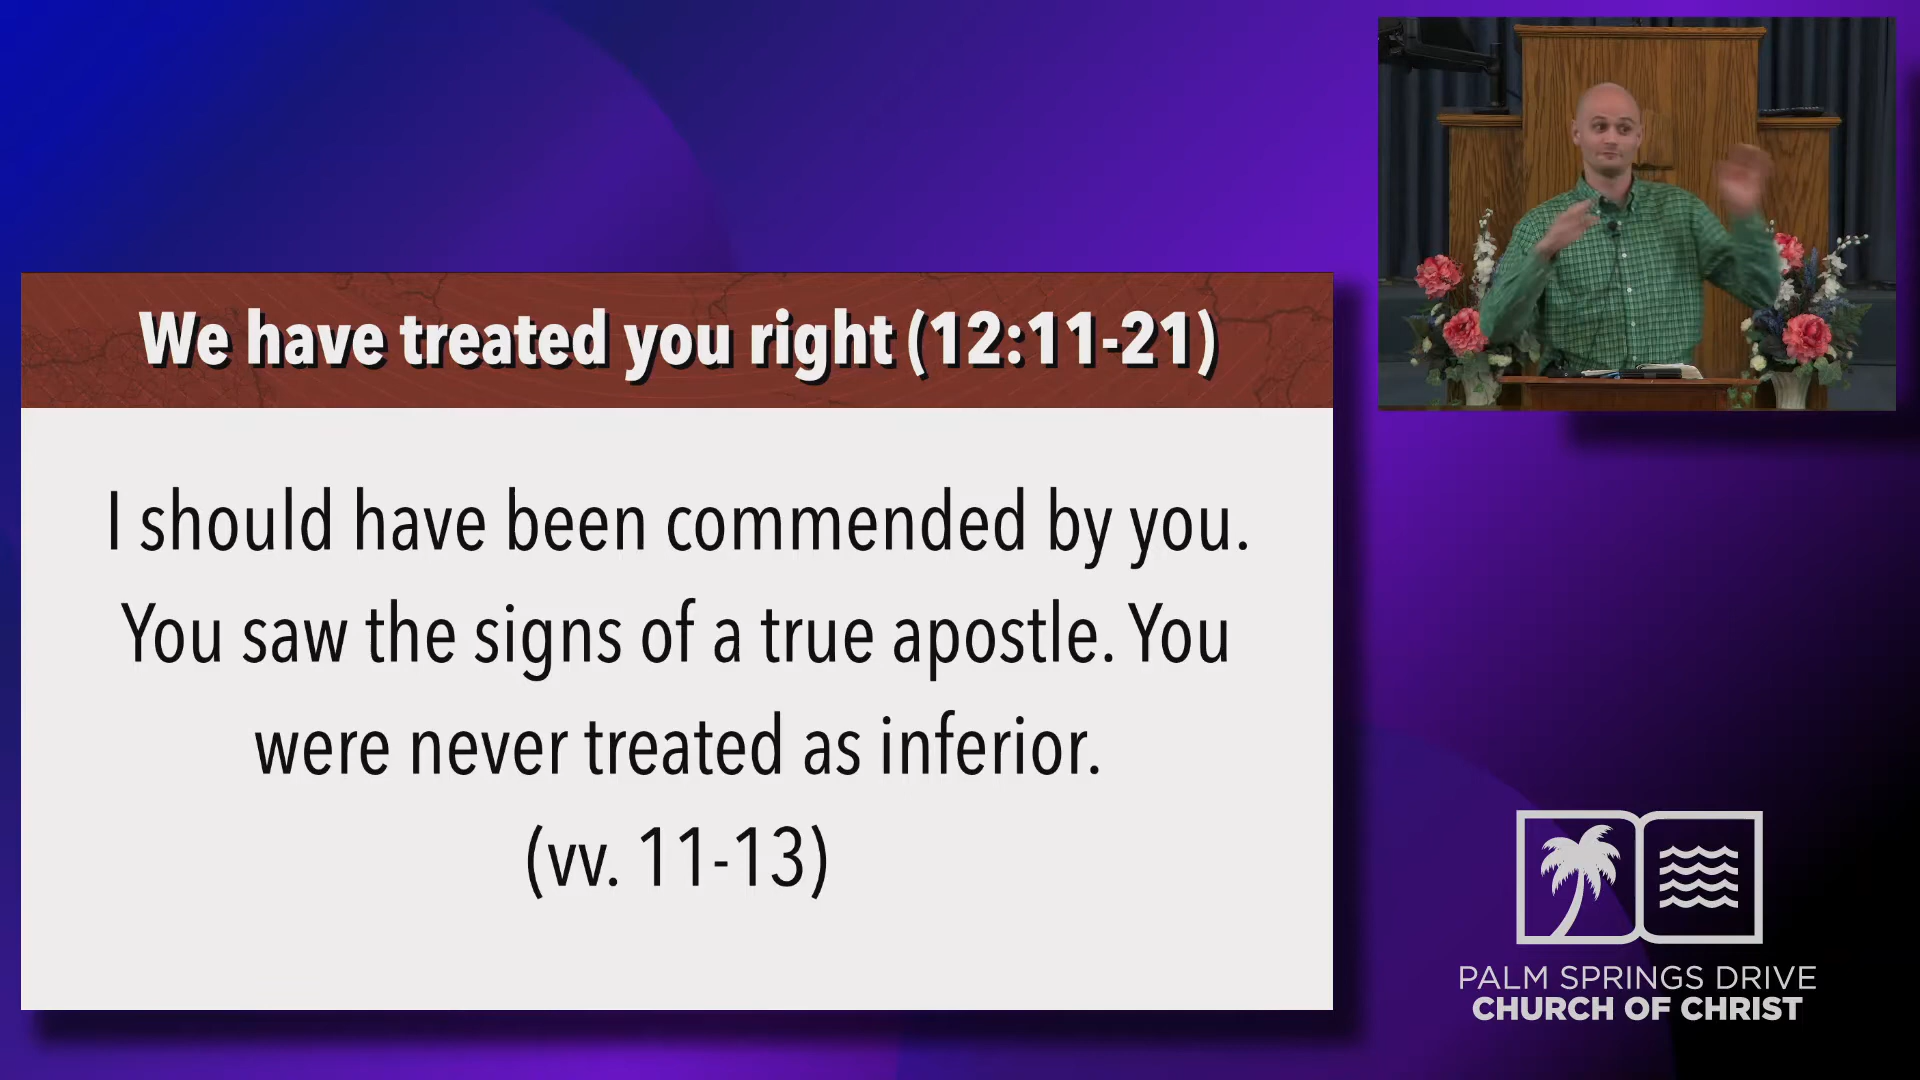 We have treated you right (12:11-21)
I should have been commended by you.
You saw the signs of a true apostle. You
were never treated as inferior.
(vv. 11-13)
PALM SPRINGS DRIVE
CHURCH OF CHRIST